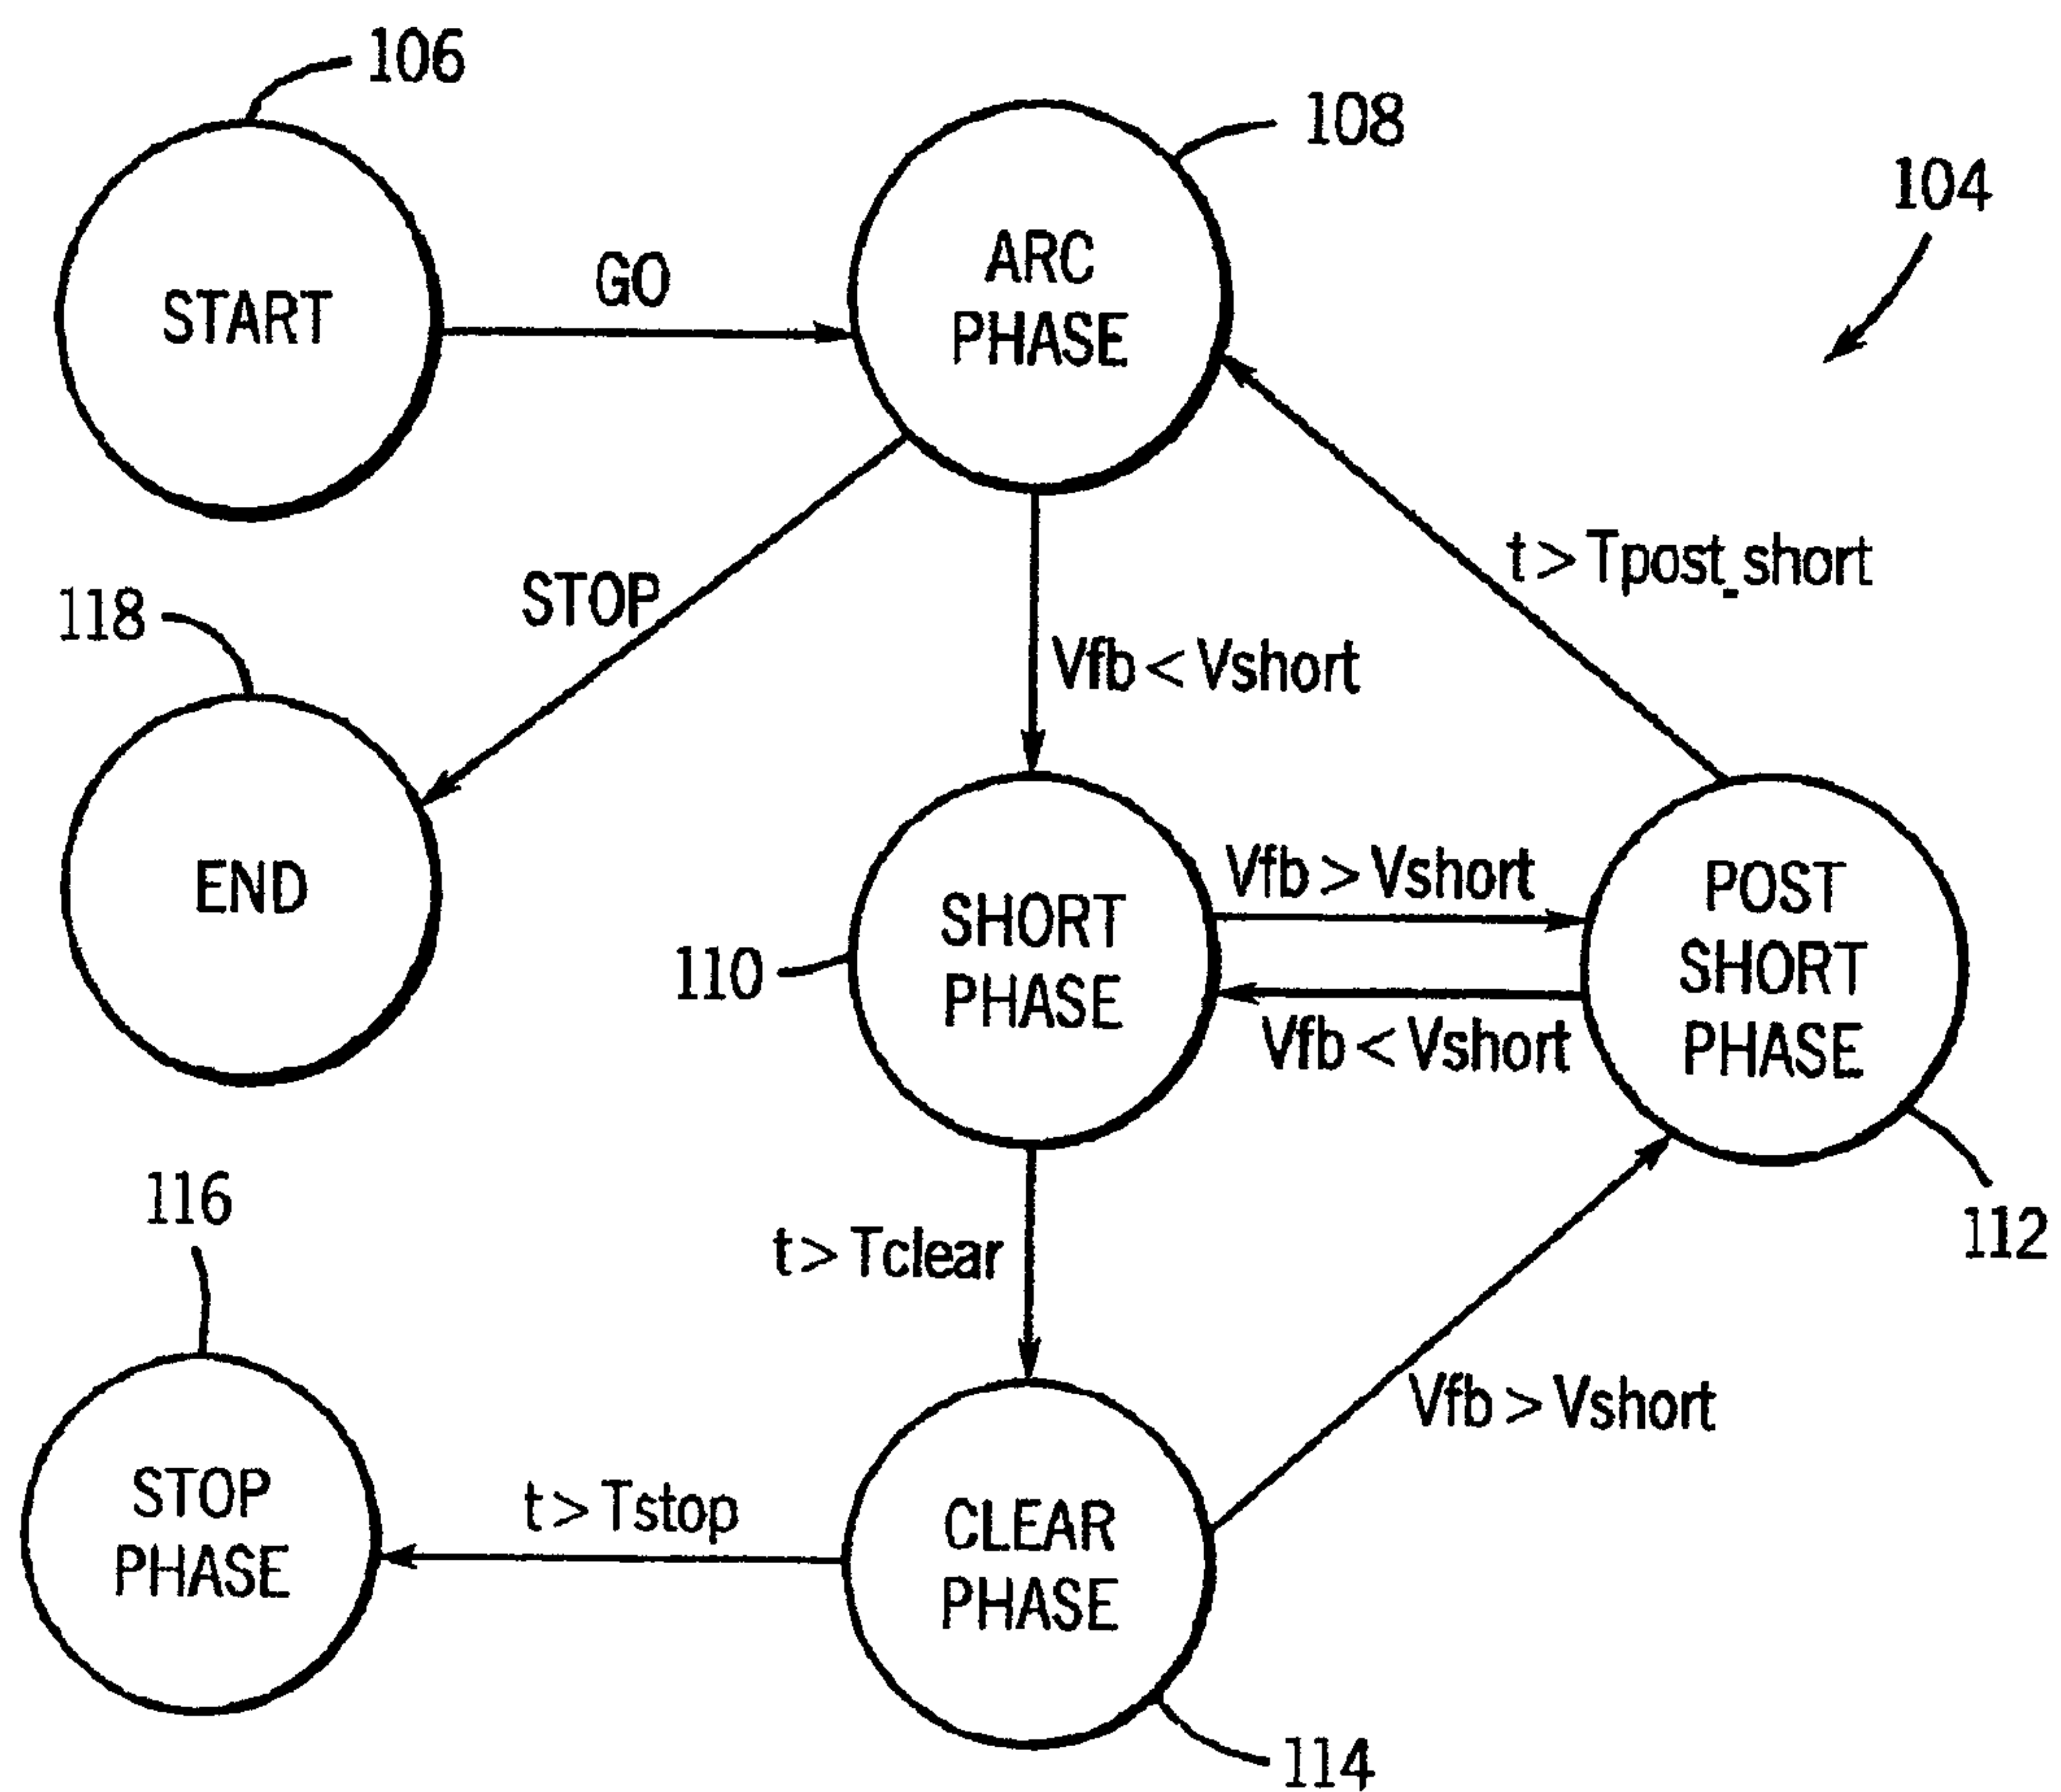 106
108
104
START
GO
ARC
PHASE
STOP
118
t > Tpost_short
Vfb < Vshort
END
110
SHORT
PHASE
Vfb > Vshort
Vfb < Vshort
POST
SHORT
PHASE
112
116
t > Tclear
Vfb > Vshort
STOP
PHASE
t > Tstop
CLEAR
PHASE
114